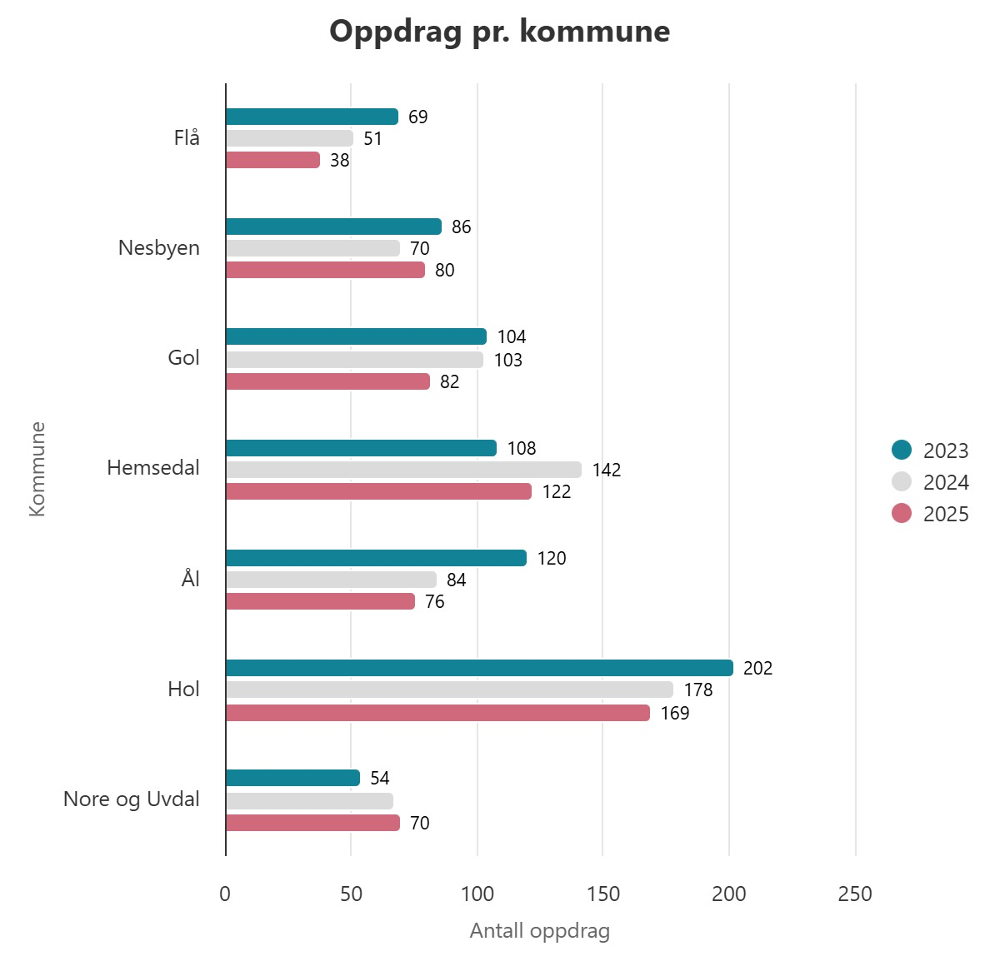 Oppdrag pr. kommune
Flå
69
51
38
Nesbyen
86
70
80
Gol
104
103
82
Hemsedal
108
142
122
Ål
120
84
76
Hol
202
178
169
Nore og Uvdal
54
70
0 50 100 150 200 250
Antall oppdrag
Kommune
2023
2024
2025